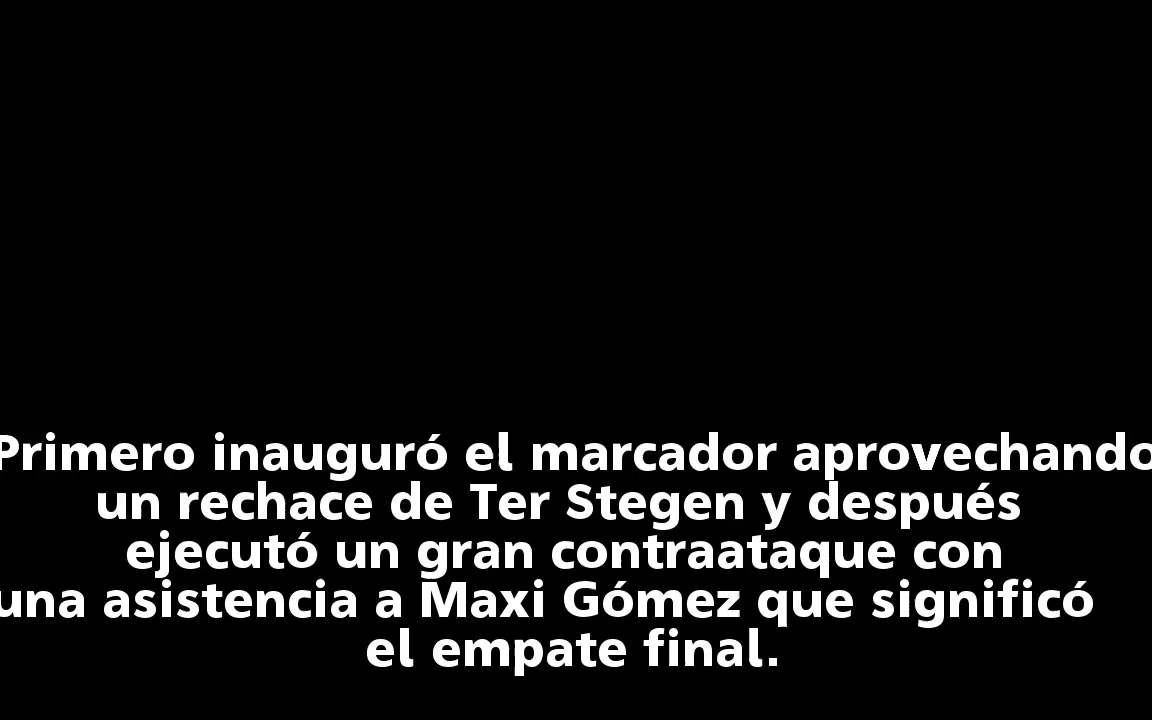 Primero inauguró el marcador aprovechando
un rechace de Ter Stegen y después
ejecutó un gran contraataque con
una asistencia a Maxi Gómez que significó
el empate final.